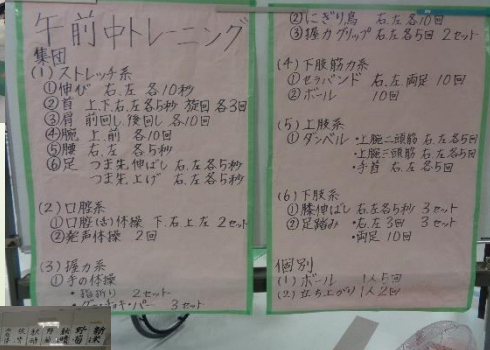 午前中トレーニング
集団
(1) ストレッチ系
①伸び 右、左 各10秒
②首 上下、右、左各5秒 旋回 各3回
③肩 前回し、後回し 各10回
④腕 上、前 各10回
⑤腰 右、左 各5秒
⑥足 つま先、伸ばし 右、左 各5秒
つま先、上げ 右、左 各5秒
(2) 口腔系
①口腔(お)体操 下、右、上、左 2セット
②発声体操 2回
(3) 握力系
①手の体操
・指折り 2セット
・グー・チョキ・パー 3セット
②にぎり鳥 右、左 各10回
③握力グリップ 右、左 各5回 2セット
(4) 下肢筋力系
①セラバンド 右、左、両足 10回
②ボール 10回
(5) 上肢系
①ダンベル ・上腕二頭筋 右、左 各5回
・上腕三頭筋 右、左 各5回
・手首 右、左 各5回
(6) 下肢系
①膝伸ばし 右、左 各5秒 3セット
②足踏み ・右、左 3回 3セット
・両足 10回
個別
(1) ボール 1人5回
(2) 立ち上がり 1人2回